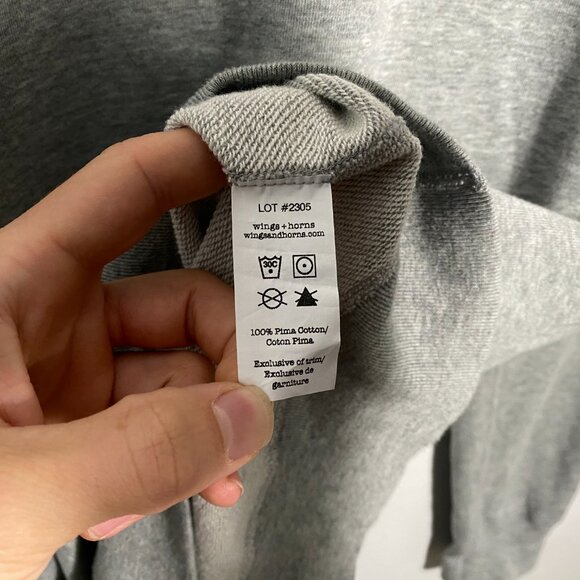 LOT #2305
wings + horns
wingsandhorns.com
30C
100% Pima Cotton/
Coton Pima
Exclusive of trim/
Exclusive de
garniture